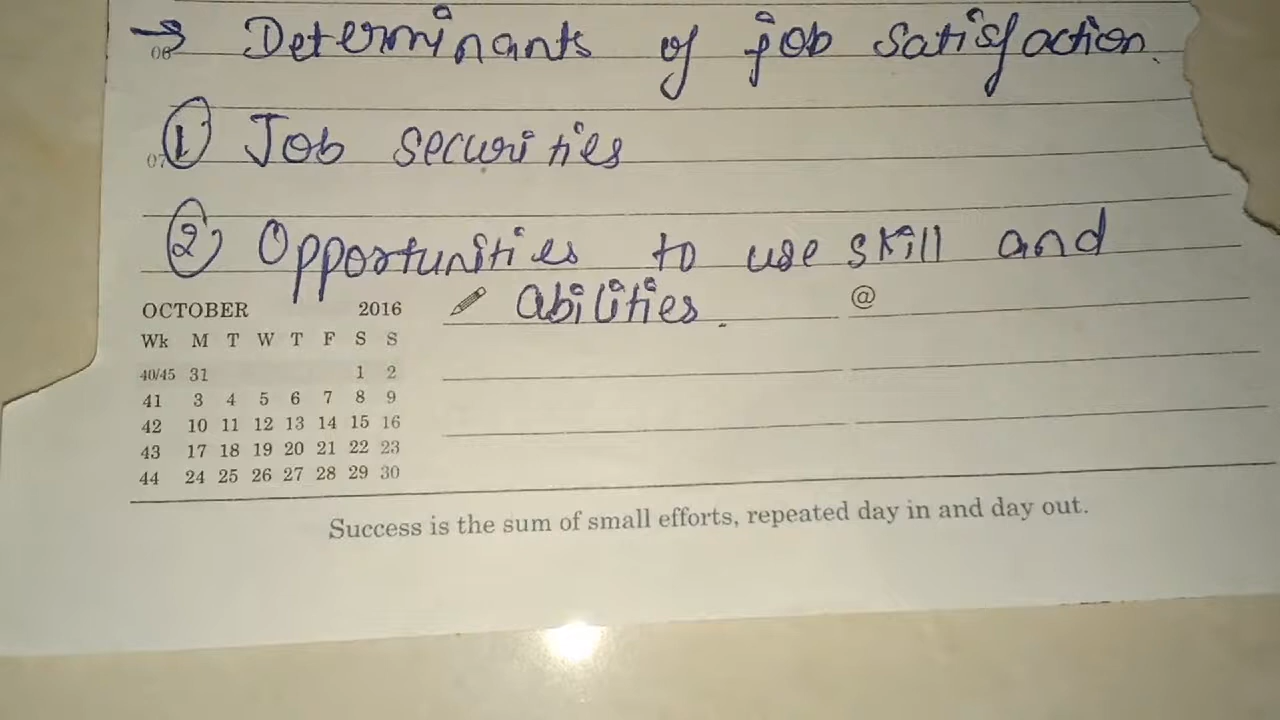 06 → Determinants of job satisfaction.
07 ① Job securities
② Opportunities to use skill and
abilities. @
OCTOBER 2016
Wk M T W T F S S
40/45 31 1 2
41 3 4 5 6 7 8 9
42 10 11 12 13 14 15 16
43 17 18 19 20 21 22 23
44 24 25 26 27 28 29 30
Success is the sum of small efforts, repeated day in and day out.